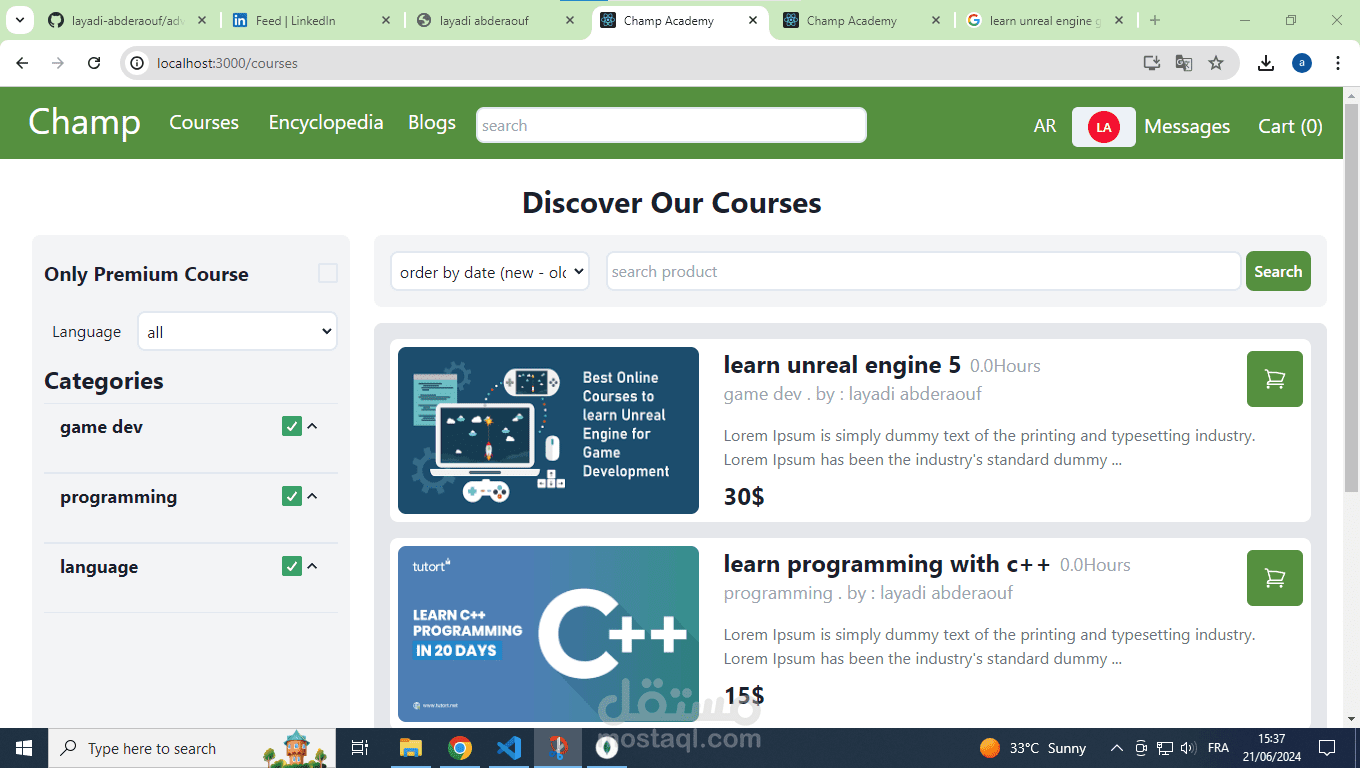 layadi-abderaouf/adv
Feed | LinkedIn
layadi abderaouf
Champ Academy
Champ Academy
learn unreal engine g
localhost:3000/courses
a
Champ
Courses
Encyclopedia
Blogs
search
AR
LA
Messages
Cart (0)
Discover Our Courses
Only Premium Course
Language
all
Categories
game dev
programming
language
order by date (new - old
search product
Search
Best Online
Courses to
learn Unreal
Engine for
Game
Development
learn unreal engine 5 0.0Hours
game dev . by : layadi abderaouf
Lorem Ipsum is simply dummy text of the printing and typesetting industry.
Lorem Ipsum has been the industry's standard dummy ...
30$
tutort
LEARN C++
PROGRAMMING
IN 20 DAYS
C++
www.tutort.net
learn programming with c++ 0.0Hours
programming . by : layadi abderaouf
Lorem Ipsum is simply dummy text of the printing and typesetting industry.
Lorem Ipsum has been the industry's standard dummy ...
15$
مستقل
mostaql.com
Type here to search
33°C Sunny
FRA
15:37
21/06/2024